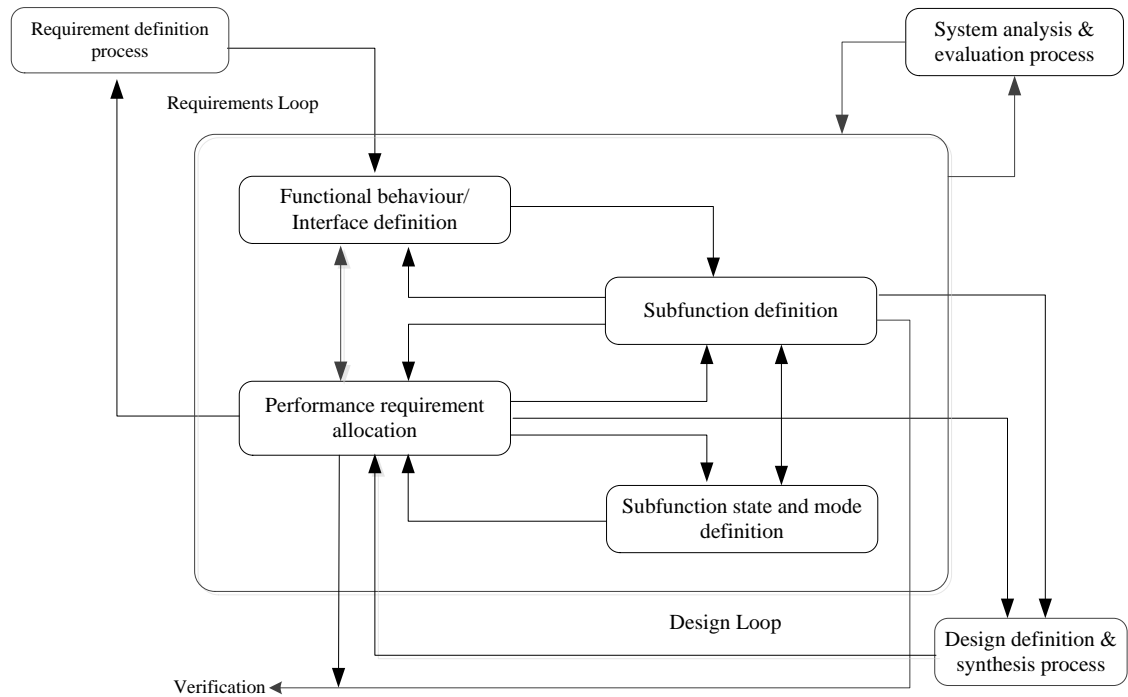 Requirement definition
process
System analysis &
evaluation process
Requirements Loop
Functional behaviour/
Interface definition
Subfunction definition
Performance requirement
allocation
Subfunction state and mode
definition
Design Loop
Design definition &
synthesis process
Verification